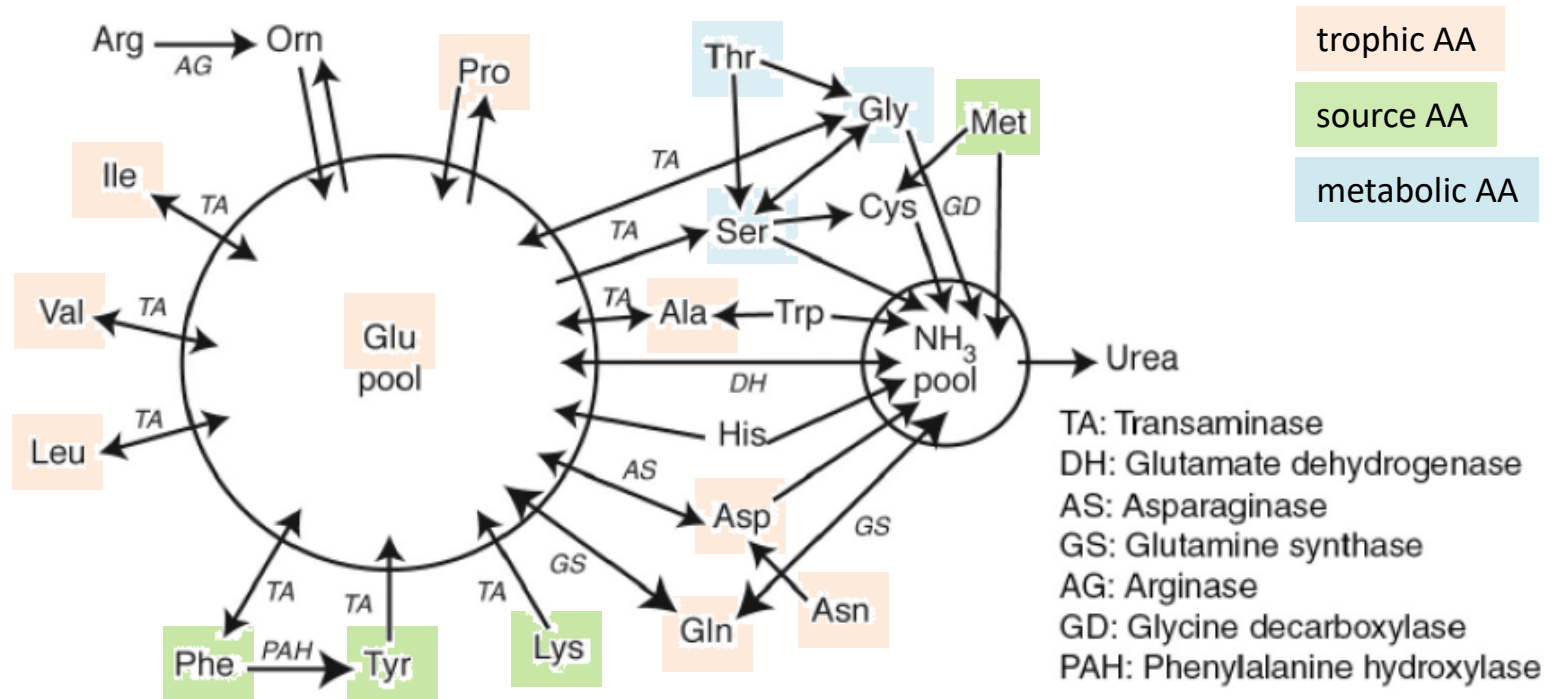 Arg
AG
Orn
Pro
Thr
Gly
Met
trophic AA
source AA
metabolic AA
Ile
TA
TA
TA
Ser
Cys
GD
Val
TA
Glu
pool
TA
Ala
Trp
NH3
pool
Urea
DH
Leu
TA
His
AS
Asp
GS
GS
TA
TA
TA
Phe
PAH
Tyr
Lys
Gln
Asn
TA: Transaminase
DH: Glutamate dehydrogenase
AS: Asparaginase
GS: Glutamine synthase
AG: Arginase
GD: Glycine decarboxylase
PAH: Phenylalanine hydroxylase